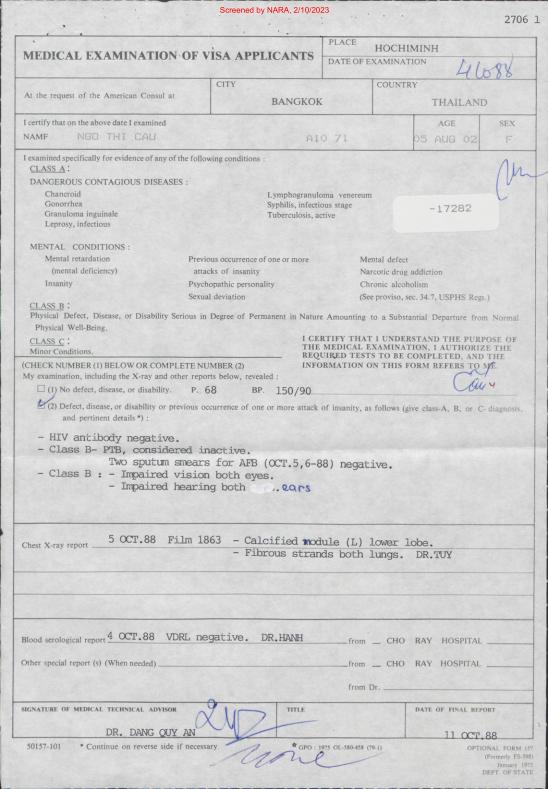 Screened by NARA, 2/10/2023
2706 1
MEDICAL EXAMINATION OF VISA APPLICANTS
PLACE
HOCHIMINH
DATE OF EXAMINATION
At the request of the American Consul at
CITY
BANGKOK
COUNTRY
THAILAND
I certify that on the above date I examined
NAME NGO THI CAU A10 71
AGE
05 AUG 02
SEX
F
I examined specifically for evidence of any of the following conditions :
CLASS A :
DANGEROUS CONTAGIOUS DISEASES :
Chancroid
Gonorrhea
Granuloma inguinale
Leprosy, infectious
Lymphogranuloma venereum
Syphilis, infectious stage
Tuberculosis, active
-17282
MENTAL CONDITIONS :
Mental retardation
(mental deficiency)
Insanity
Previous occurrence of one or more
attacks of insanity
Psychopathic personality
Sexual deviation
Mental defect
Narcotic drug addiction
Chronic alcoholism
(See proviso, sec. 34.7, USPHS Regs.)
CLASS B :
Physical Defect, Disease, or Disability Serious in Degree of Permanent in Nature Amounting to a Substantial Departure from Normal
Physical Well-Being.
CLASS C :
Minor Conditions.
I CERTIFY THAT I UNDERSTAND THE PURPOSE OF
THE MEDICAL EXAMINATION, I AUTHORIZE THE
REQUIRED TESTS TO BE COMPLETED, AND THE
INFORMATION ON THIS FORM REFERS TO ME.
(CHECK NUMBER (1) BELOW OR COMPLETE NUMBER (2)
My examination, including the X-ray and other reports below, revealed :
(1) No defect, disease, or disability. P. 68 BP. 150/90
(2) Defect, disease, or disability or previous occurrence of one or more attack of insanity, as follows (give class-A, B, or C- diagnosis,
and pertinent details *) :
- HIV antibody negative.
- Class B- PTB, considered inactive.
Two sputum smears for AFB (OCT.5,6-88) negative.
- Class B : - Impaired vision both eyes.
- Impaired hearing both ..ears
Chest X-ray report 5 OCT.88 Film 1863 - Calcified nodule (L) lower lobe.
- Fibrous strands both lungs. DR.TUY
Blood serological report 4 OCT.88 VDRL negative. DR.HANH from CHO RAY HOSPITAL
Other special report (s) (When needed) from CHO RAY HOSPITAL
from Dr.
SIGNATURE OF MEDICAL TECHNICAL ADVISOR
DR. DANG QUY AN
TITLE
DATE OF FINAL REPORT
11 OCT.88
50157-101 * Continue on reverse side if necessary
none
* GPO : 1975 OL-580-458 (79-1)
OPTIONAL FORM 157
(Formerly FS-398)
January 1975
DEPT. OF STATE